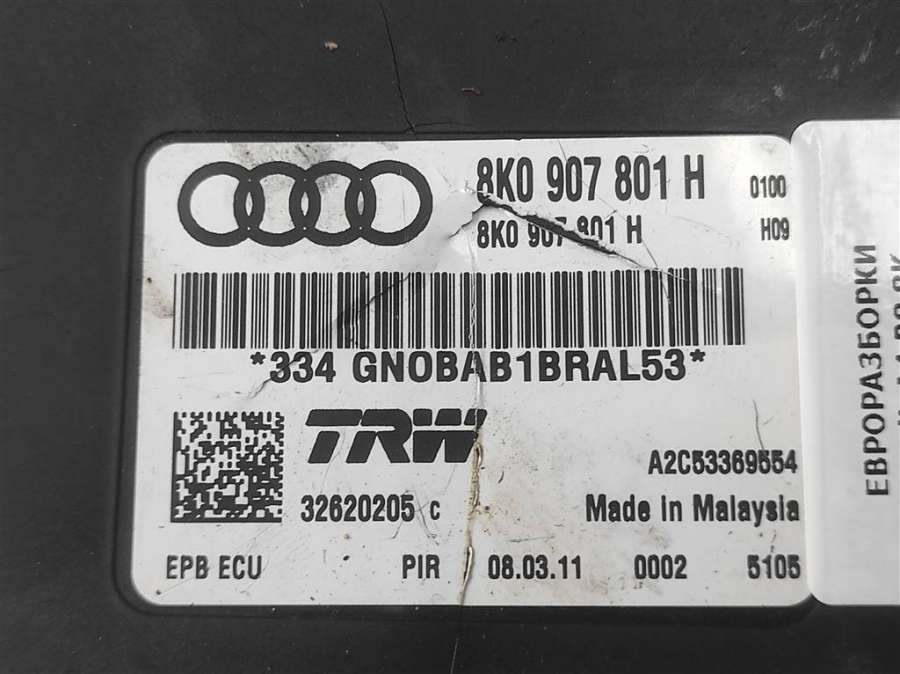 8K0 907 801 H 0100
8K0 907 801 H H09
*334 GNOBAB1BRAL53*
TRW
A2C53369554
32620205 c Made in Malaysia
EPB ECU PIR 08.03.11 0002 5105
ЕВРОРАЗБОРКИ